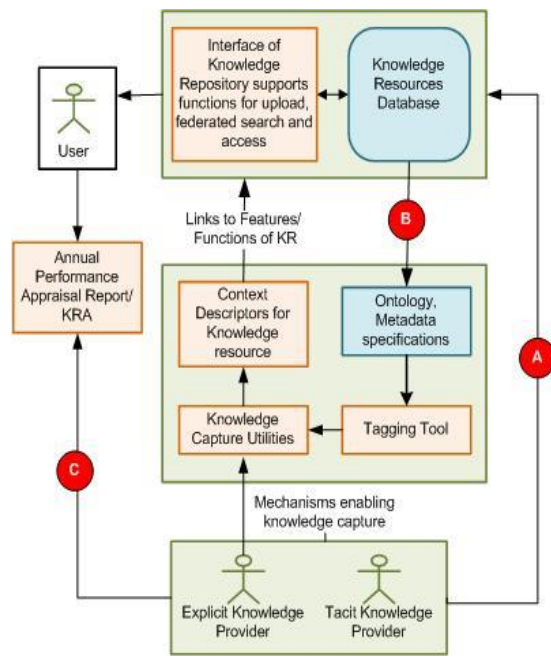 Interface of
Knowledge
Repository supports
functions for upload,
federated search and
access
Knowledge
Resources
Database
User
Links to Features/
Functions of KR
B
Annual
Performance
Appraisal Report/
KRA
Context
Descriptors for
Knowledge
resource
Ontology,
Metadata
specifications
A
Knowledge
Capture Utilities
Tagging Tool
C
Mechanisms enabling
knowledge capture
Explicit Knowledge
Provider
Tacit Knowledge
Provider